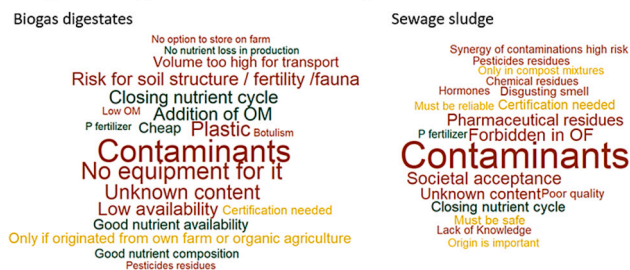 Biogas digestates
No option to store on farm
No nutrient loss in production
Volume too high for transport
Risk for soil structure / fertility /fauna
Closing nutrient cycle
Low OM Addition of OM
P fertilizer Cheap Plastic Botulism
Contaminants
No equipment for it
Unknown content
Low availability Certification needed
Good nutrient availability
Only if originated from own farm or organic agriculture
Good nutrient composition
Pesticides residues
Sewage sludge
Synergy of contaminations high risk
Pesticides residues
Only in compost mixtures
Chemical residues
Hormones Disgusting smell
Must be reliable Certification needed
Pharmaceutical residues
P fertilizer Forbidden in OF
Contaminants
Societal acceptance
Unknown content Poor quality
Closing nutrient cycle
Must be safe
Lack of Knowledge
Origin is important